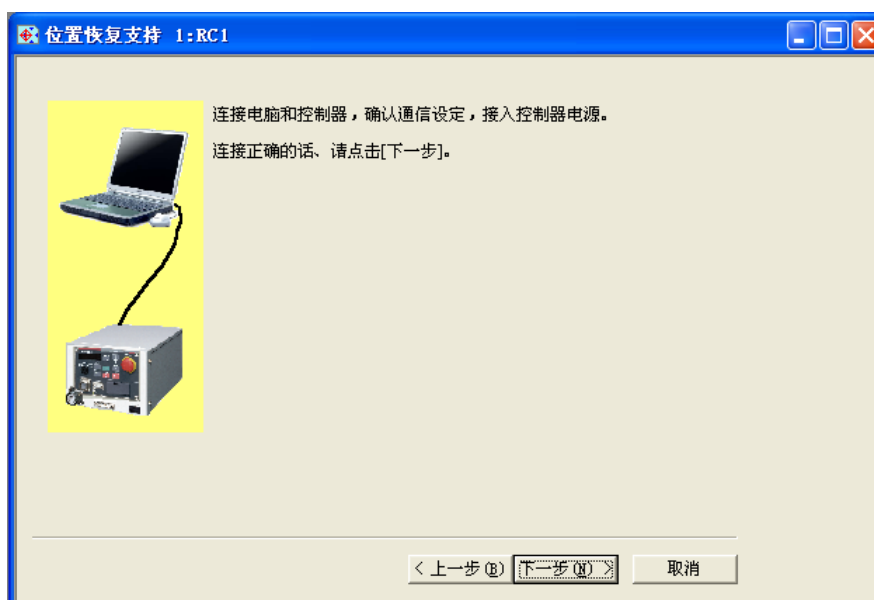 位置恢复支持 1:RC1
连接电脑和控制器，确认通信设定，接入控制器电源。
连接正确的话、请点击[下一步]。
< 上一步(B) 下一步(N) > 取消